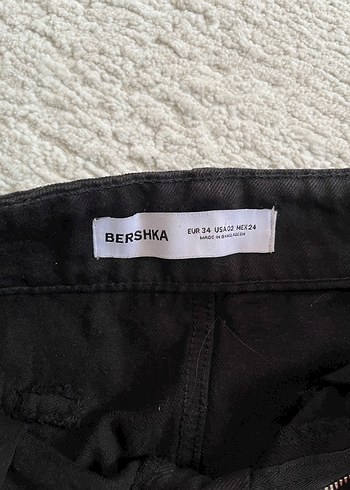 BERSHKA
EUR 34 USA 02 MEX 24
MADE IN BANGLADESH